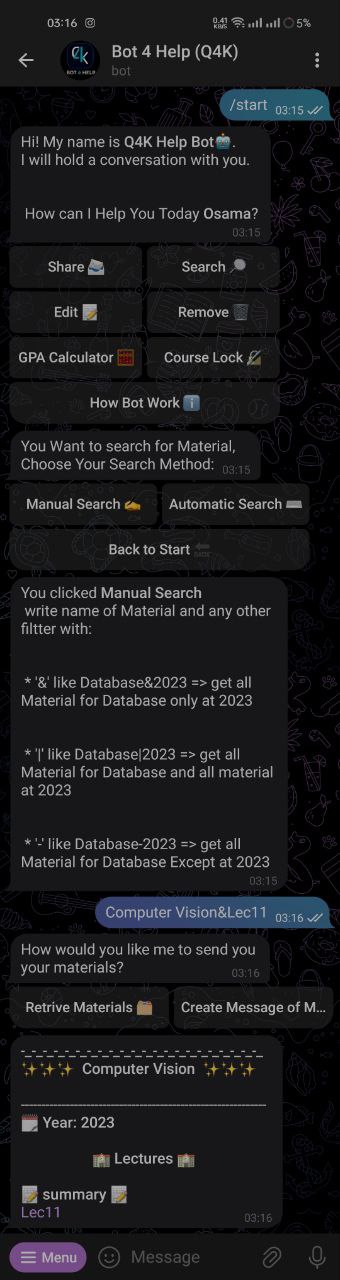 03:16 0.41 KB/s 5%
Bot 4 Help (Q4K)
bot
BOT 4 HELP
/start 03:15
Hi! My name is Q4K Help Bot🤖.
I will hold a conversation with you.
How can I Help You Today Osama?
03:15
Share 📨 Search 🔎
Edit 📝 Remove 🗑️
GPA Calculator 🧮 Course Lock 🔏
How Bot Work ℹ️
You Want to search for Material,
Choose Your Search Method: 03:15
Manual Search ✍️ Automatic Search ⌨️
Back to Start 🔙
You clicked Manual Search
write name of Material and any other
filtter with:
* '&' like Database&2023 => get all
Material for Database only at 2023
* '|' like Database|2023 => get all
Material for Database and all material
at 2023
* '-' like Database-2023 => get all
Material for Database Except at 2023
03:15
Computer Vision&Lec11 03:16
How would you like me to send you
your materials? 03:16
Retrive Materials 🗂️ Create Message of M...
-_-_-_-_-_-_-_-_-_-_-_-_-_-_-_-_-_-_-_-_
✨✨✨ Computer Vision ✨✨✨
________________________________
🗓️ Year: 2023
🏫 Lectures 🏫
📝 summary 📝
Lec11
03:16
Menu Message